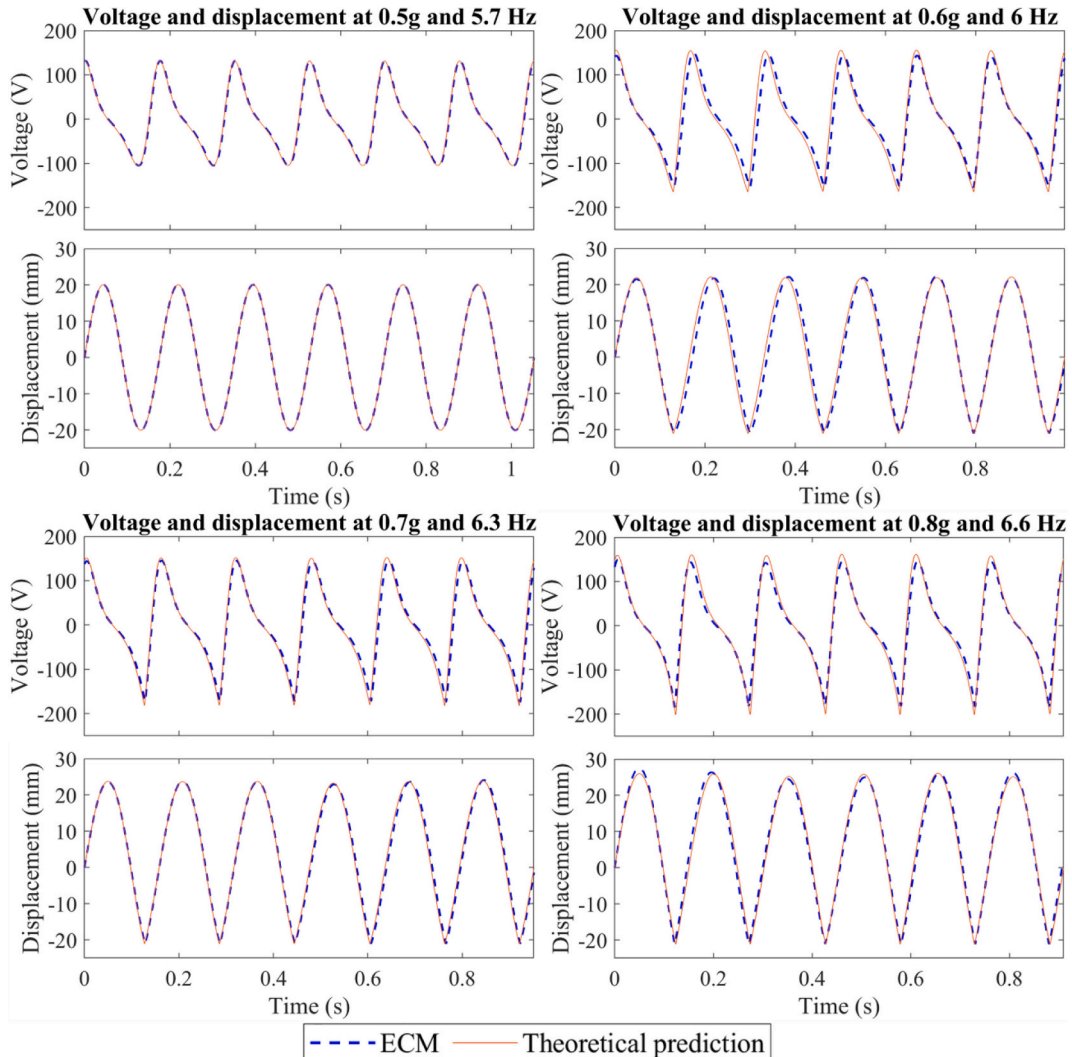 Voltage and displacement at 0.5g and 5.7 Hz
200
100
0
-100
-200
Voltage (V)
30
20
10
0
-10
-20
Displacement (mm)
0 0.2 0.4 0.6 0.8 1
Time (s)
Voltage and displacement at 0.6g and 6 Hz
200
100
0
-100
-200
Voltage (V)
30
20
10
0
-10
-20
Displacement (mm)
0 0.2 0.4 0.6 0.8
Time (s)
Voltage and displacement at 0.7g and 6.3 Hz
200
100
0
-100
-200
Voltage (V)
30
20
10
0
-10
-20
Displacement (mm)
0 0.2 0.4 0.6 0.8
Time (s)
Voltage and displacement at 0.8g and 6.6 Hz
200
100
0
-100
-200
Voltage (V)
30
20
10
0
-10
-20
Displacement (mm)
0 0.2 0.4 0.6 0.8
Time (s)
ECM Theoretical prediction